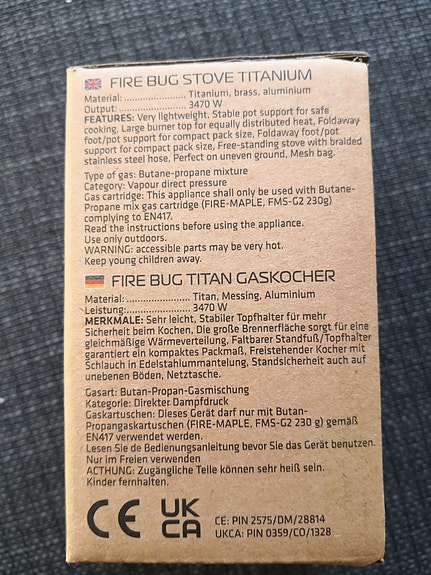 FIRE BUG STOVE TITANIUM
Material: ...................... Titanium, brass, aluminium
Output: ........................ 3470 W
FEATURES: Very lightweight, Stable pot support for safe
cooking, Large burner top for equally distributed heat, Foldaway
foot/pot support for compact pack size, Foldaway foot/pot
support for compact pack size, Free-standing stove with braided
stainless steel hose, Perfect on uneven ground, Mesh bag.
Type of gas: Butane-propane mixture
Category: Vapour direct pressure
Gas cartridge: This appliance shall only be used with Butane-
Propane mix gas cartridge (FIRE-MAPLE, FMS-G2 230g)
complying to EN417.
Read the instructions before using the appliance.
Use only outdoors.
WARNING: accessible parts may be very hot.
Keep young children away.
FIRE BUG TITAN GASKOCHER
Material: ...................... Titan, Messing, Aluminium
Leistung:...................... 3470 W
MERKMALE: Sehr leicht, Stabiler Topfhalter für mehr
Sicherheit beim Kochen, Die große Brennerfläche sorgt für eine
gleichmäßige Wärmeverteilung, Faltbarer Standfuß/Topfhalter
garantiert ein kompaktes Packmaß, Freistehender Kocher mit
Schlauch in Edelstahlummantelung, Standsicherheit auch auf
unebenen Böden, Netztasche.
Gasart: Butan-Propan-Gasmischung
Kategorie: Direkter Dampfdruck
Gaskartuschen: Dieses Gerät darf nur mit Butan-
Propangaskartuschen (FIRE-MAPLE, FMS-G2 230 g) gemäß
EN417 verwendet werden.
Lesen Sie de Bedienungsanleitung bevor Sie das Gerät benutzen.
Nur im Freien verwenden
ACTHUNG: Zugängliche Teile können sehr heiß sein.
Kinder fernhalten.
CE UK CA
CE: PIN 2575/DM/28814
UKCA: PIN 0359/CO/1328